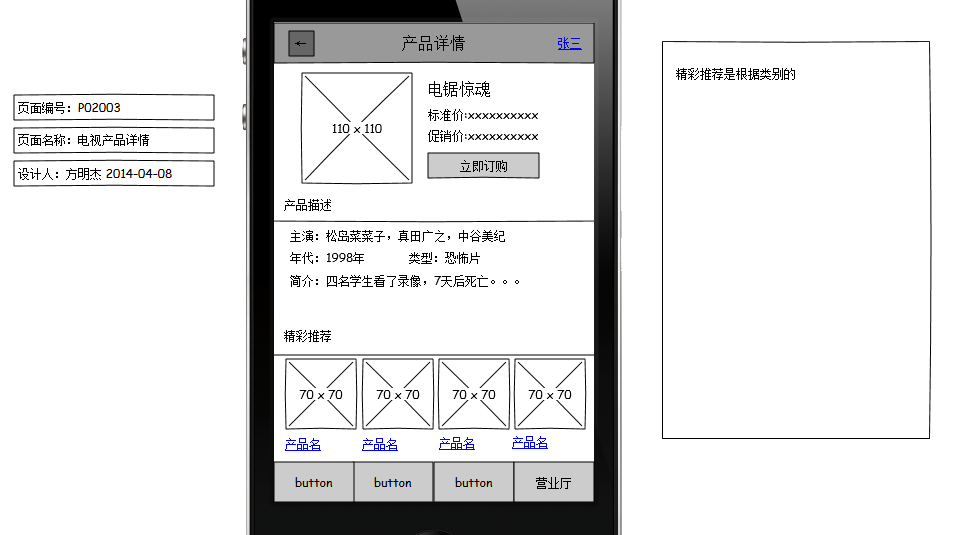 页面编号：P02003
页面名称：电视产品详情
设计人：方明杰 2014-04-08
←
产品详情
张三
110 x 110
电锯惊魂
标准价:xxxxxxxxxx
促销价:xxxxxxxxxx
立即订购
产品描述
主演：松岛菜菜子，真田广之，中谷美纪
年代：1998年 类型：恐怖片
简介：四名学生看了录像，7天后死亡。。。
精彩推荐
70 x 70 70 x 70 70 x 70 70 x 70
产品名 产品名 产品名 产品名
button button button 营业厅
精彩推荐是根据类别的